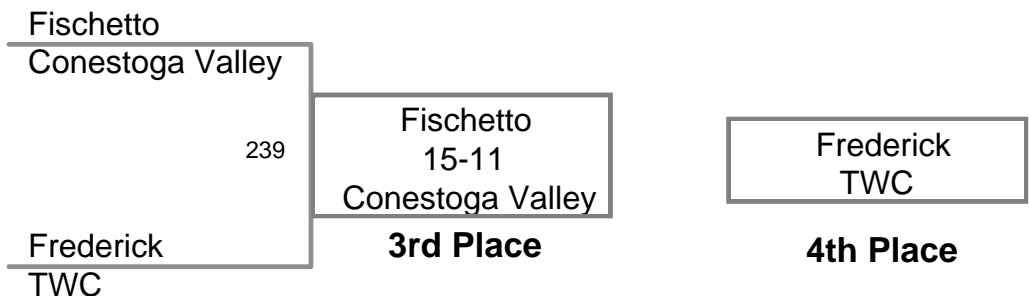 Fischetto
Conestoga Valley
239
Frederick
TWC
Fischetto
15-11
Conestoga Valley
3rd Place
Frederick
TWC
4th Place